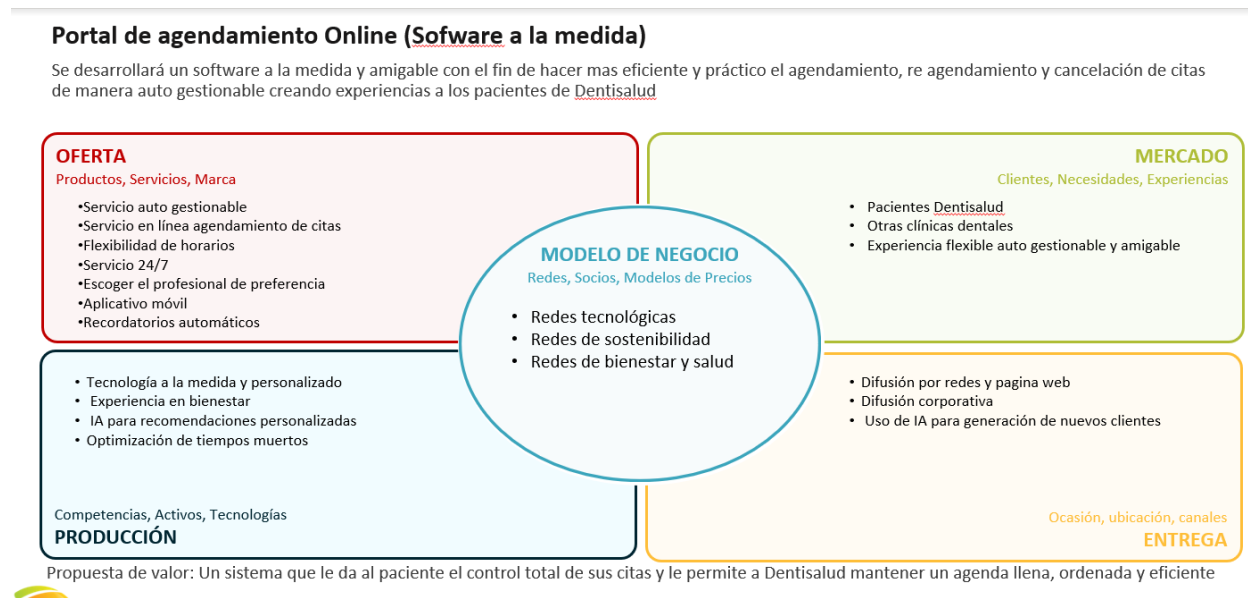 Portal de agendamiento Online (Sofware a la medida)
Se desarrollará un software a la medida y amigable con el fin de hacer mas eficiente y práctico el agendamiento, re agendamiento y cancelación de citas
de manera auto gestionable creando experiencias a los pacientes de Dentisalud
OFERTA
Productos, Servicios, Marca
•Servicio auto gestionable
•Servicio en línea agendamiento de citas
•Flexibilidad de horarios
•Servicio 24/7
•Escoger el profesional de preferencia
•Aplicativo móvil
•Recordatorios automáticos
MERCADO
Clientes, Necesidades, Experiencias
• Pacientes Dentisalud
• Otras clínicas dentales
• Experiencia flexible auto gestionable y amigable
MODELO DE NEGOCIO
Redes, Socios, Modelos de Precios
• Redes tecnológicas
• Redes de sostenibilidad
• Redes de bienestar y salud
• Tecnología a la medida y personalizado
• Experiencia en bienestar
• IA para recomendaciones personalizadas
• Optimización de tiempos muertos
Competencias, Activos, Tecnologías
PRODUCCIÓN
• Difusión por redes y pagina web
• Difusión corporativa
• Uso de IA para generación de nuevos clientes
Ocasión, ubicación, canales
ENTREGA
Propuesta de valor: Un sistema que le da al paciente el control total de sus citas y le permite a Dentisalud mantener un agenda llena, ordenada y eficiente